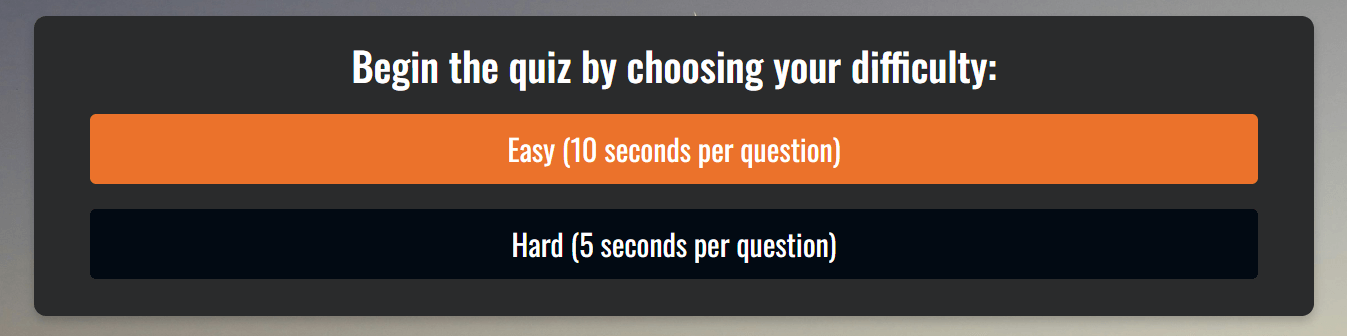 Begin the quiz by choosing your difficulty:
Easy (10 seconds per question)
Hard (5 seconds per question)